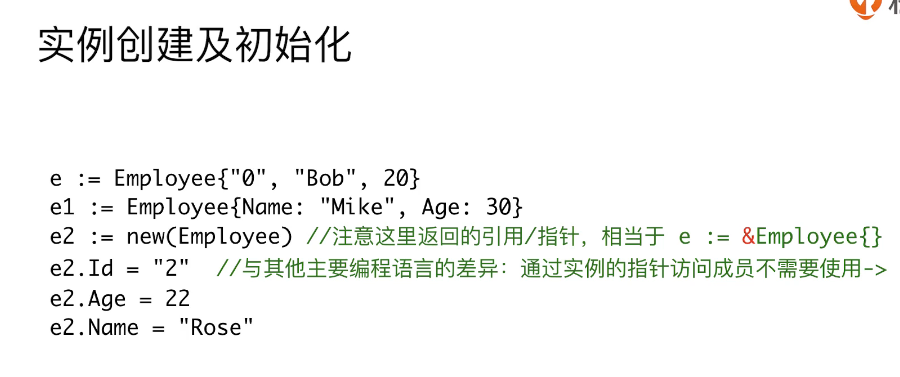 实例创建及初始化
e := Employee{"0", "Bob", 20}
e1 := Employee{Name: "Mike", Age: 30}
e2 := new(Employee) //注意这里返回的引用/指针，相当于 e := &Employee{}
e2.Id = "2" //与其他主要编程语言的差异：通过实例的指针访问成员不需要使用->
e2.Age = 22
e2.Name = "Rose"